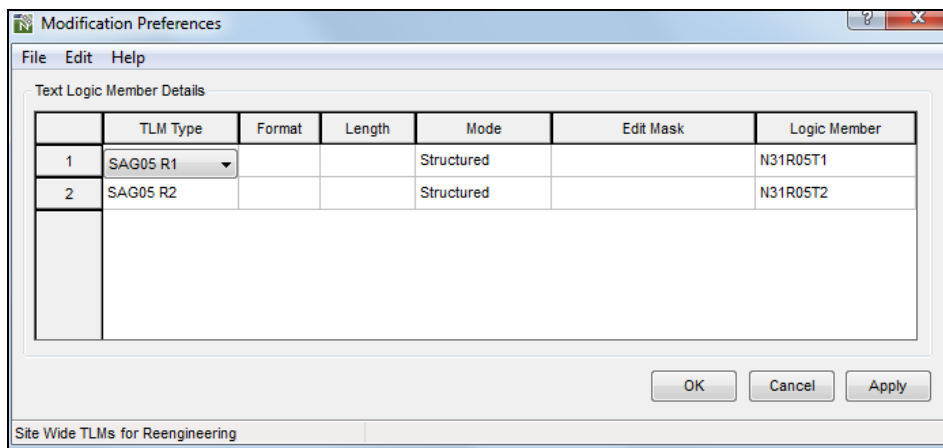 Modification Preferences
File Edit Help
Text Logic Member Details
TLM Type Format Length Mode Edit Mask Logic Member
1 SAG05 R1 Structured N31R05T1
2 SAG05 R2 Structured N31R05T2
OK Cancel Apply
Site Wide TLMs for Reengineering